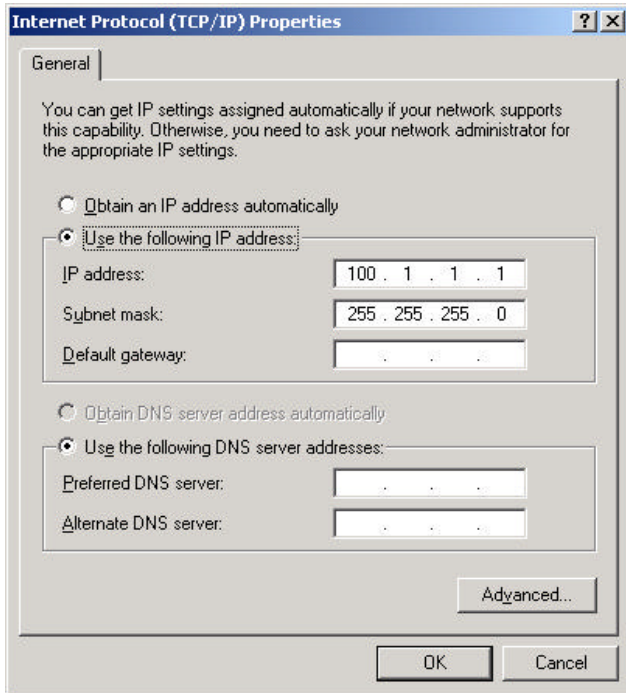 Internet Protocol (TCP/IP) Properties
General
You can get IP settings assigned automatically if your network supports
this capability. Otherwise, you need to ask your network administrator for
the appropriate IP settings.
Obtain an IP address automatically
Use the following IP address:
IP address: 100 . 1 . 1 . 1
Subnet mask: 255 . 255 . 255 . 0
Default gateway: . . .
Obtain DNS server address automatically
Use the following DNS server addresses:
Preferred DNS server: . . .
Alternate DNS server: . . .
Advanced...
OK Cancel